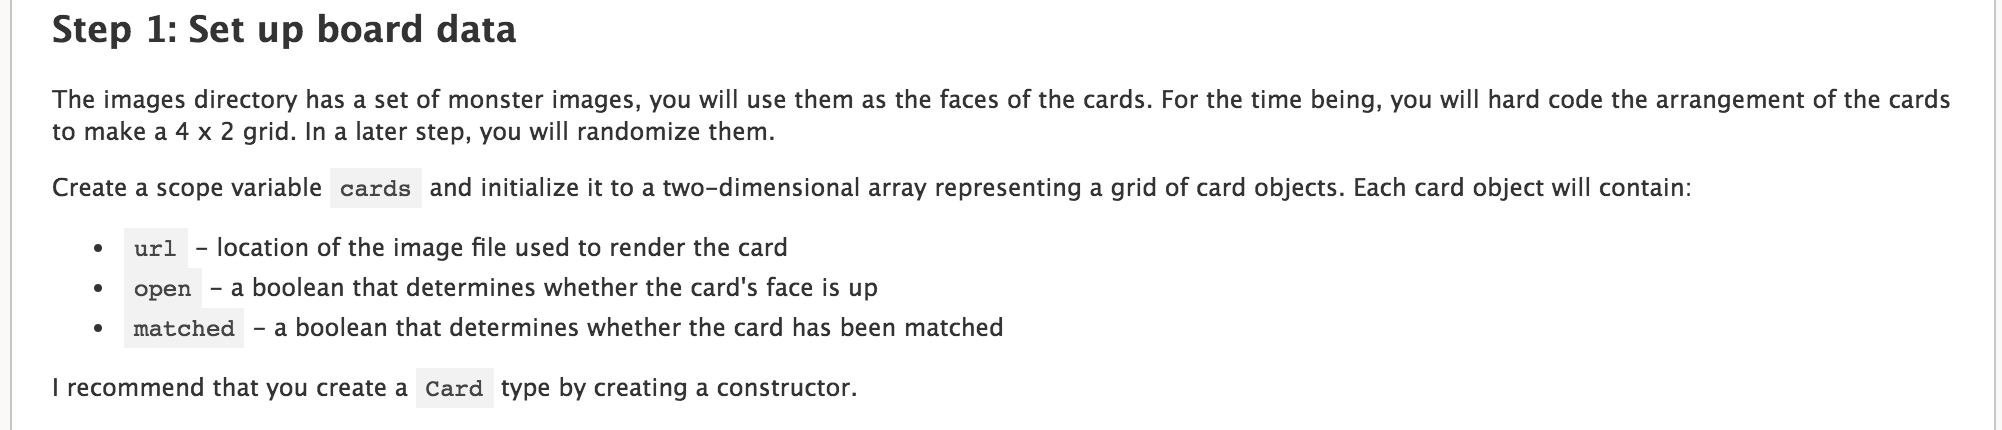 Step 1: Set up board data
The images directory has a set of monster images, you will use them as the faces of the cards. For the time being, you will hard code the arrangement of the cards
to make a 4 x 2 grid. In a later step, you will randomize them.
Create a scope variable cards and initialize it to a two-dimensional array representing a grid of card objects. Each card object will contain:
• url – location of the image file used to render the card
• open – a boolean that determines whether the card's face is up
• matched – a boolean that determines whether the card has been matched
I recommend that you create a Card type by creating a constructor.